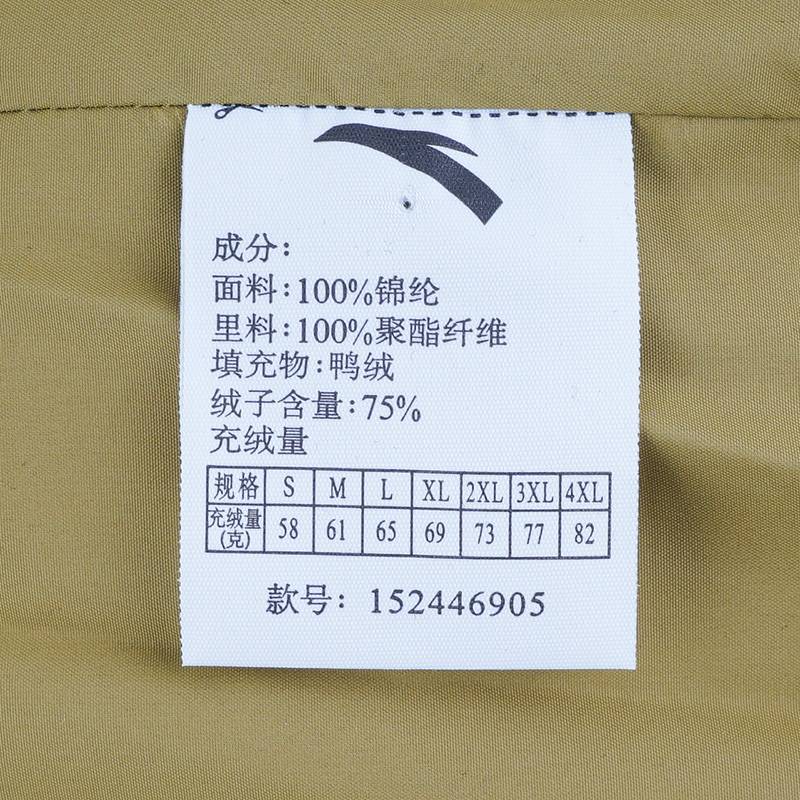 成分:
面料:100%锦纶
里料:100%聚酯纤维
填充物:鸭绒
绒子含量:75%
充绒量
规格 S M L XL 2XL 3XL 4XL
充绒量(克) 58 61 65 69 73 77 82
款号: 152446905